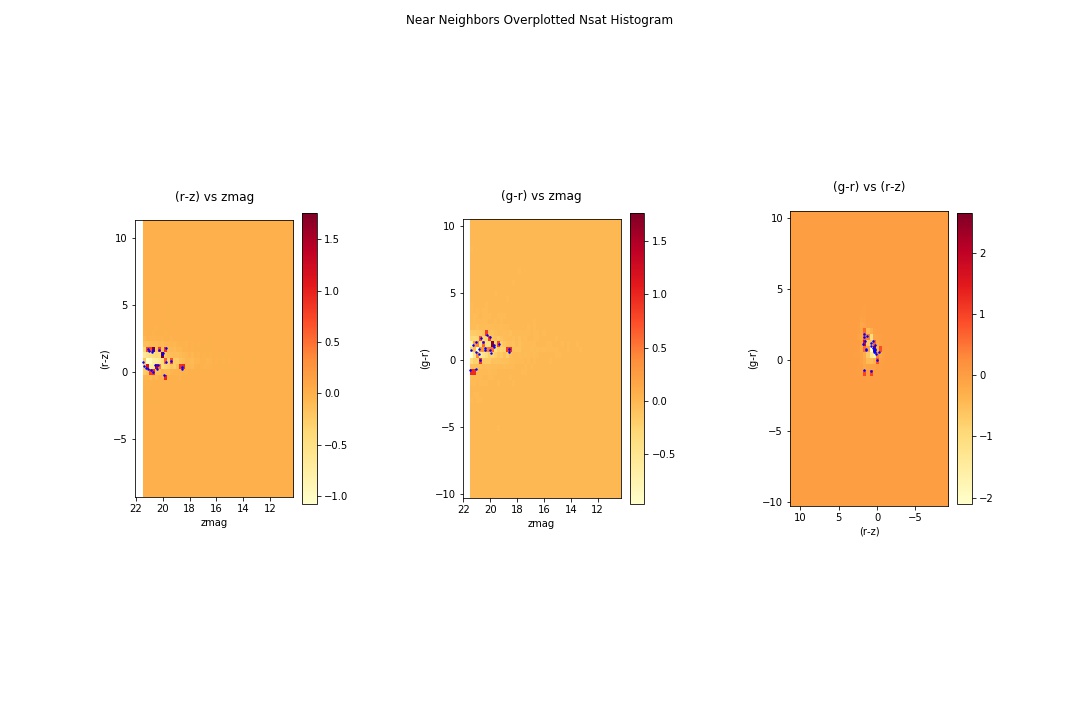 Near Neighbors Overplotted Nsat Histogram
(r-z) vs zmag
10
5
0
−5
(r-z)
22 20 18 16 14 12
zmag
1.5
1.0
0.5
0.0
−0.5
−1.0
(g-r) vs zmag
10
5
0
−5
−10
(g-r)
22 20 18 16 14 12
zmag
1.5
1.0
0.5
0.0
−0.5
(g-r) vs (r-z)
10
5
0
−5
−10
(g-r)
10 5 0 −5
(r-z)
2
1
0
−1
−2